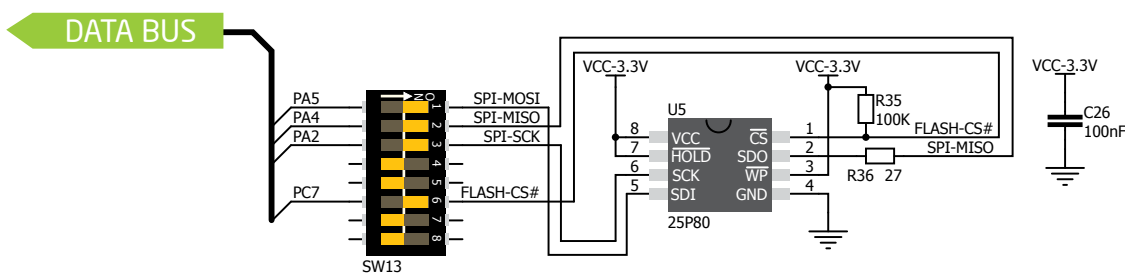 DATA BUS
PA5
PA4
PA2
PC7
ON
1
2
3
4
5
6
7
8
SW13
SPI-MOSI
SPI-MISO
SPI-SCK
FLASH-CS#
VCC-3.3V
U5
8 VCC
7 HOLD
6 SCK
5 SDI
CS 1
SDO 2
WP 3
GND 4
25P80
VCC-3.3V
R35
100K
FLASH-CS#
SPI-MISO
R36 27
VCC-3.3V
C26
100nF